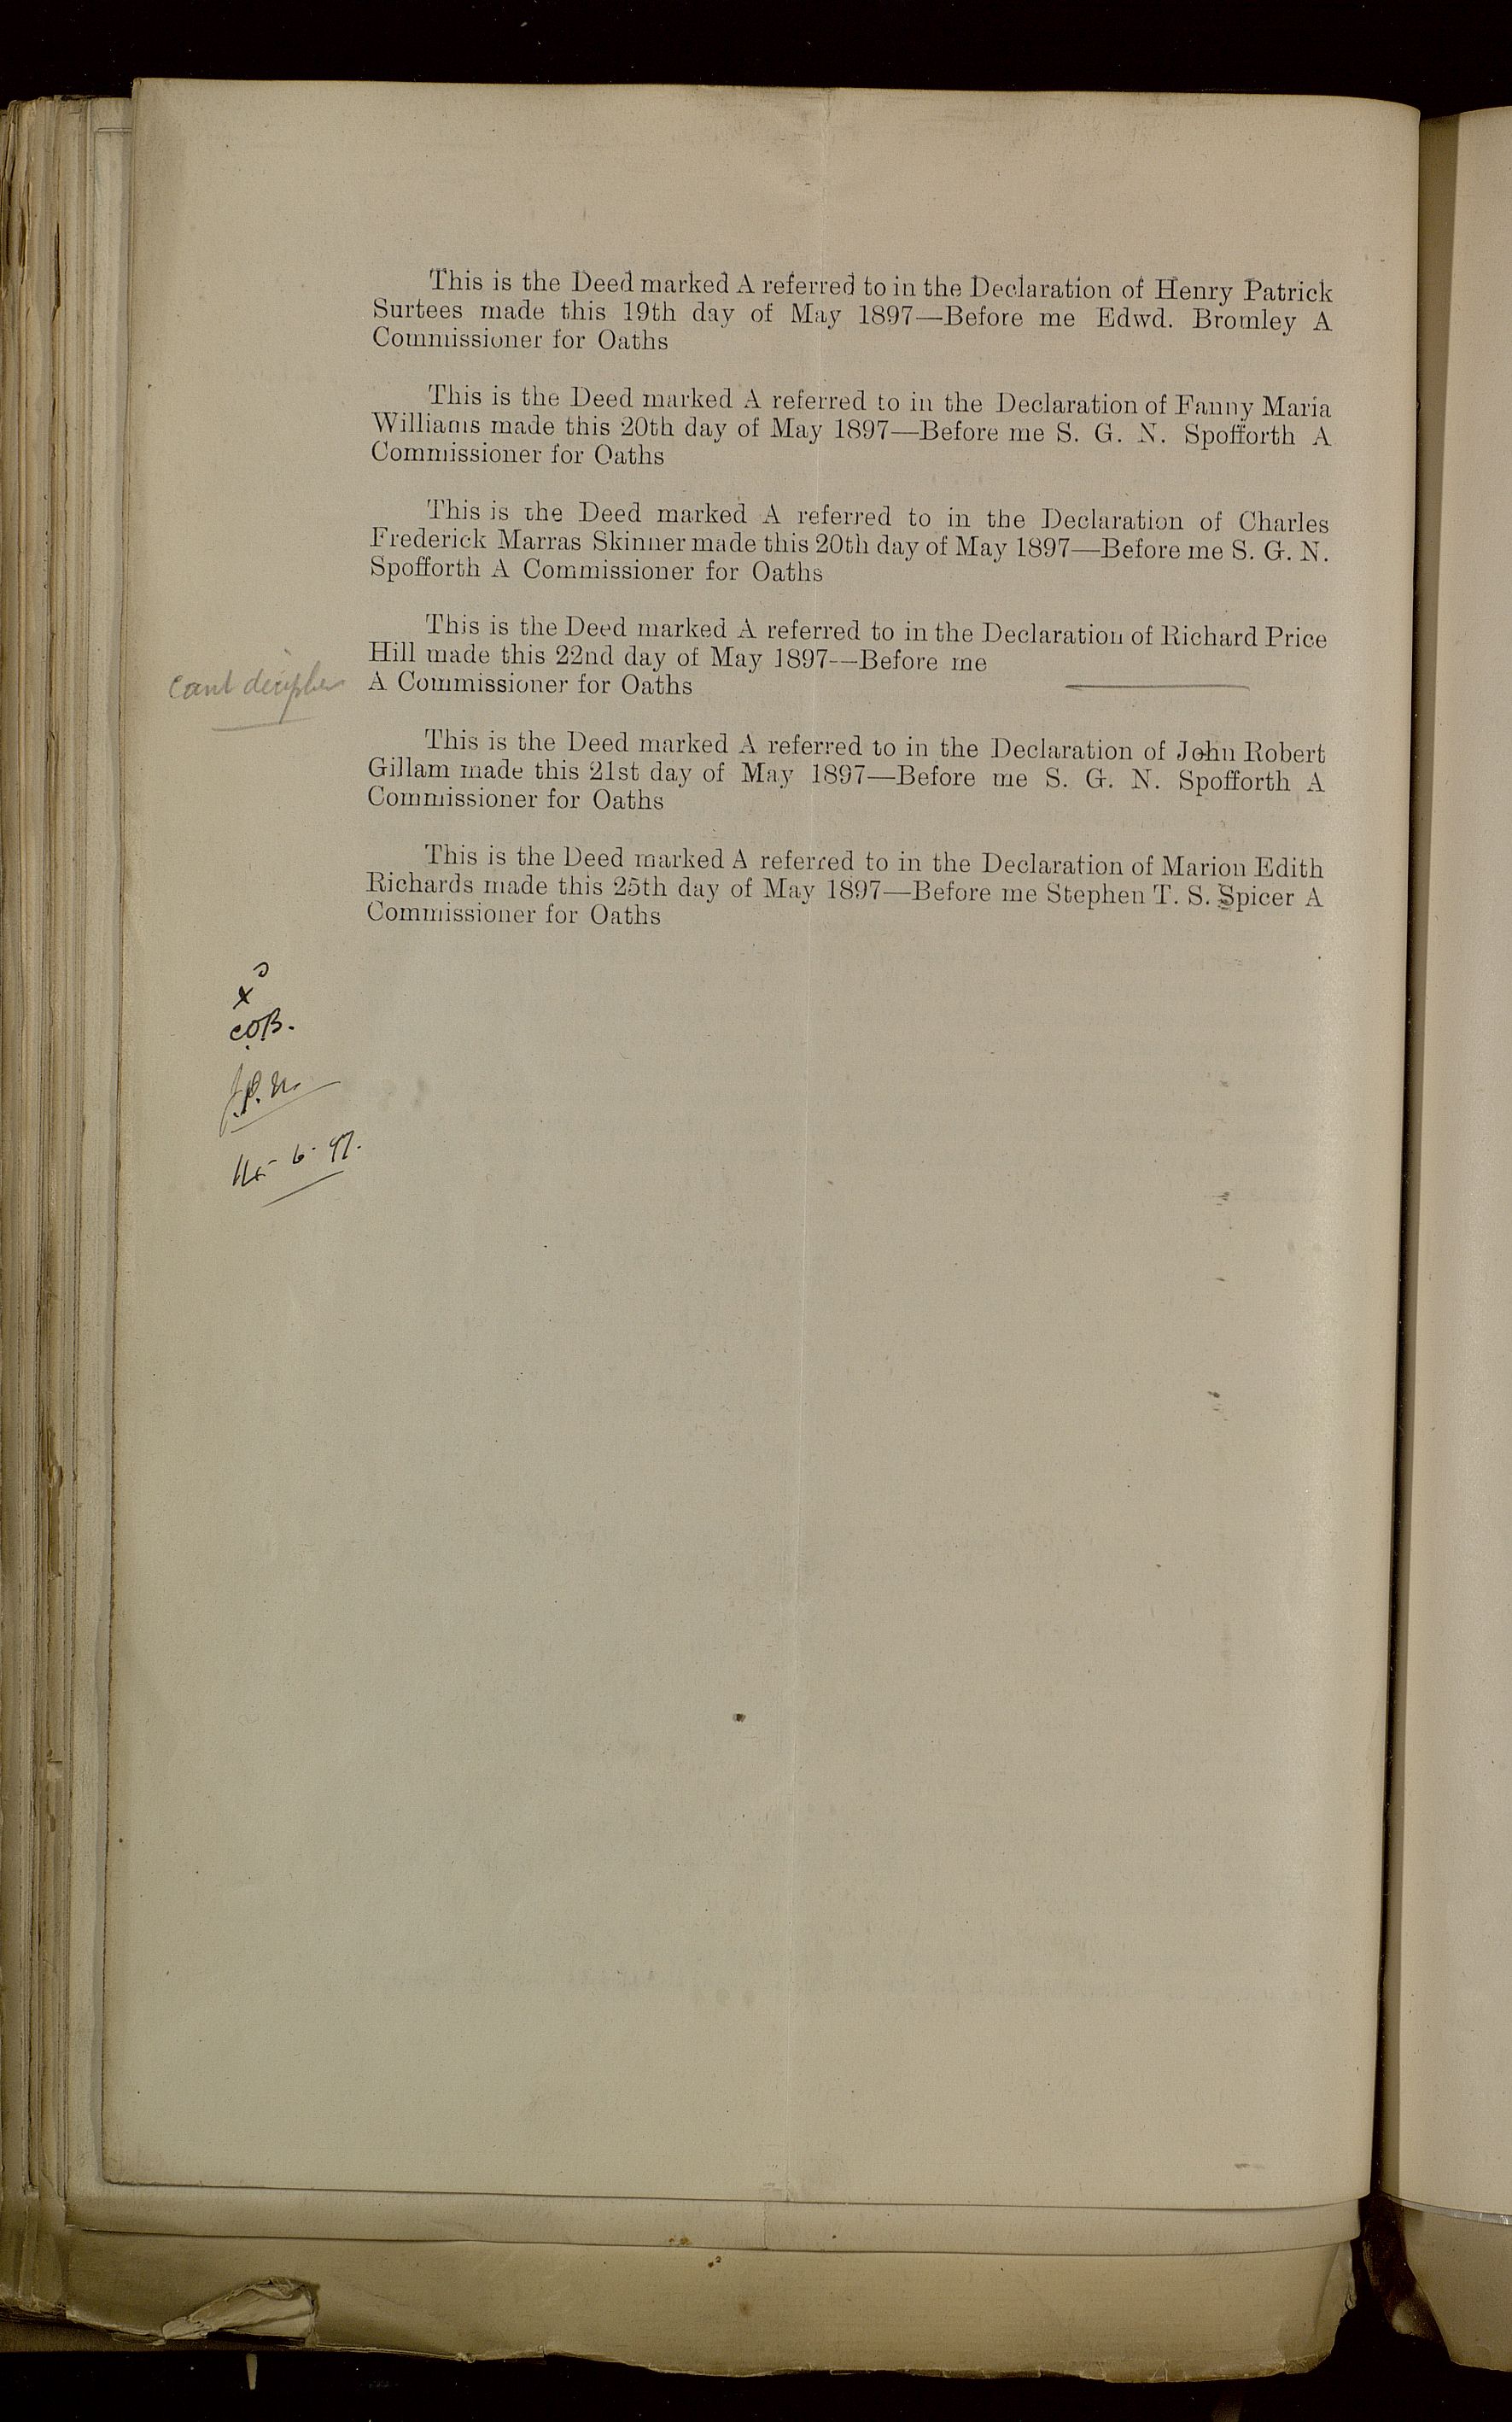 This is the Deed marked A referred to in the Declaration of Henry Patrick
Surtees made this 19th day of May 1897—Before me Edwd. Bromley A
Commissioner for Oaths
This is the Deed marked A referred to in the Declaration of Fanny Maria
Williams made this 20th day of May 1897—Before me S. G. N. Spofforth A
Commissioner for Oaths
This is the Deed marked A referred to in the Declaration of Charles
Frederick Marras Skinner made this 20th day of May 1897—Before me S. G. N.
Spofforth A Commissioner for Oaths
This is the Deed marked A referred to in the Declaration of Richard Price
Hill made this 22nd day of May 1897—Before me
cant decipher
A Commissioner for Oaths
This is the Deed marked A referred to in the Declaration of John Robert
Gillam made this 21st day of May 1897—Before me S. G. N. Spofforth A
Commissioner for Oaths
This is the Deed marked A referred to in the Declaration of Marion Edith
Richards made this 25th day of May 1897—Before me Stephen T. S. Spicer A
Commissioner for Oaths
x